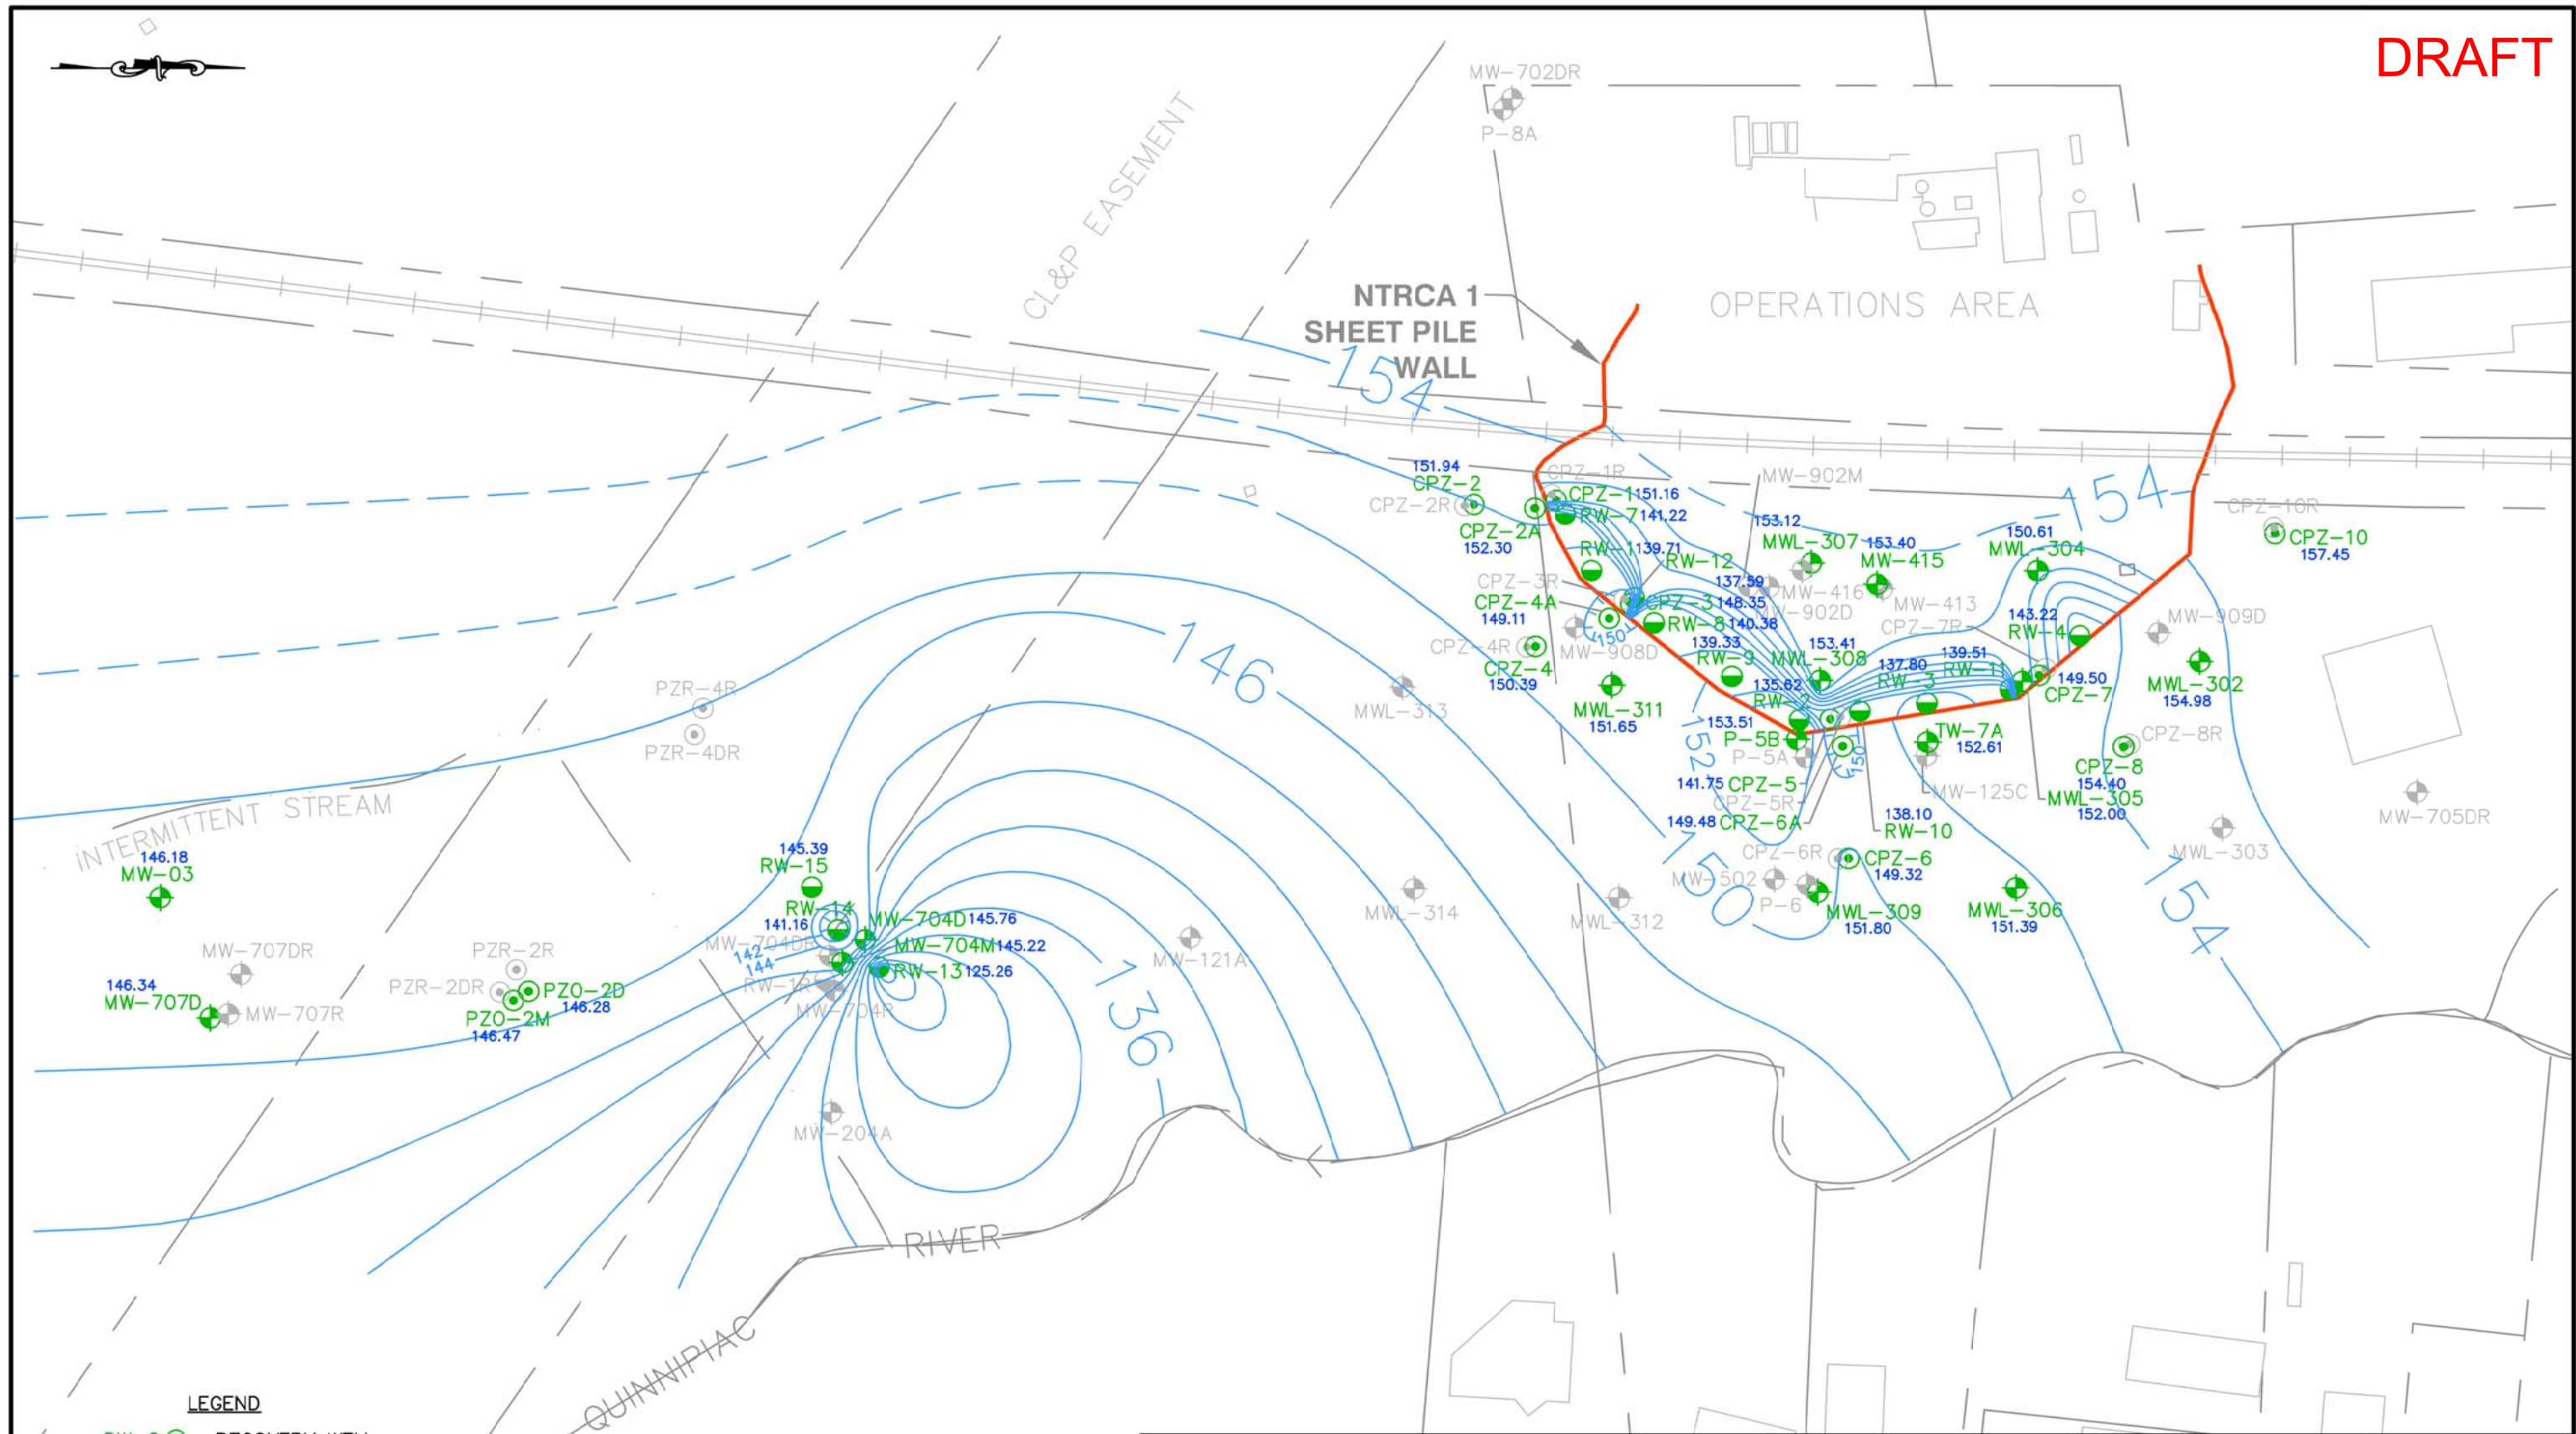 DRAFT
MW-702DR
P-8A
CL&P EASEMENT
NTRCA 1
SHEET PILE
WALL
OPERATIONS AREA
154
151.94
CPZ-2
CPZ-2R
CPZ-2A
152.30
CPZ-1R
CPZ-1 151.16
RW-7 141.22
RW-1 139.71
RW-12
137.59
MW-902M
153.12
MWL-307
153.40
MW-415
MW-416
MW-902D
MW-413
154
150.61
MWL-304
CPZ-10R
CPZ-10
157.45
CPZ-3R
CPZ-4A
149.11
CPZ-3 148.35
RW-8 140.38
150
CPZ-4R
CPZ-4
150.39
MW-908D
139.33
RW-9
153.41
MWL-308
CPZ-7R
143.22
RW-4
MW-909D
137.80
RW-3
139.51
RW-11
149.50
CPZ-7
MWL-302
154.98
146
PZR-4R
PZR-4DR
MWL-313
MWL-311
151.65
152
135.62
RW-2
153.51
P-5B
P-5A
150
TW-7A
152.61
CPZ-8R
CPZ-8
154.40
141.75 CPZ-5
CPZ-5R
149.48 CPZ-6A
138.10
RW-10
MW-125C
MWL-305
152.00
MW-705DR
MWL-303
INTERMITTENT STREAM
146.18
MW-03
145.39
RW-15
RW-14
141.16
MW-704D 145.76
MW-704M 145.22
MW-704DR
142
144
RW-13 125.26
RW-1R
MW-704R
136
MW-121A
MWL-314
MWL-312
150
CPZ-6R
CPZ-6
149.32
MW-502
P-6
MWL-309
151.80
MWL-306
151.39
154
MW-707DR
146.34
MW-707D
MW-707R
PZR-2R
PZR-2DR
PZO-2D
146.28
PZO-2M
146.47
MW-204A
QUINNIPIAC
RIVER
LEGEND